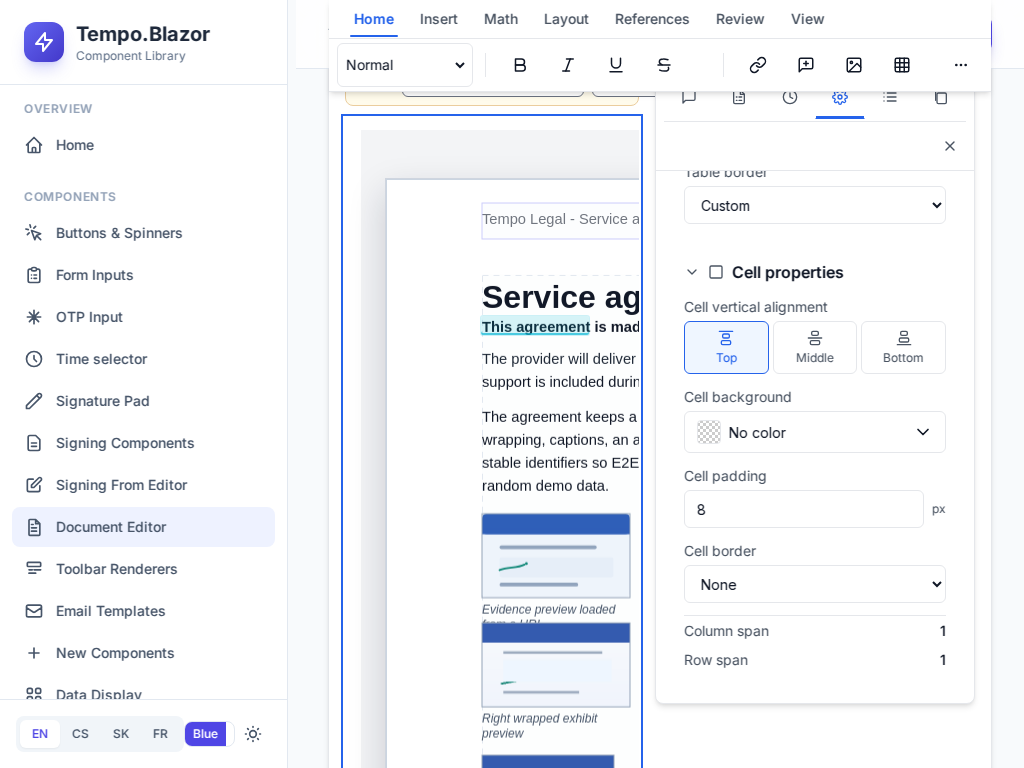 Tempo.Blazor
Component Library
OVERVIEW
Home
COMPONENTS
Buttons & Spinners
Form Inputs
OTP Input
Time selector
Signature Pad
Signing Components
Signing From Editor
Document Editor
Toolbar Renderers
Email Templates
New Components
Data Display
EN CS SK FR Blue
Home Insert Math Layout References Review View
Normal
Tempo Legal - Service a
Service ag
This agreement is mad
The provider will deliver
support is included durin
The agreement keeps a
wrapping, captions, an a
stable identifiers so E2E
random demo data.
Evidence preview loaded
from a URL
Right wrapped exhibit
preview
Table border
Custom
Cell properties
Cell vertical alignment
Top Middle Bottom
Cell background
No color
Cell padding
8 px
Cell border
None
Column span 1
Row span 1